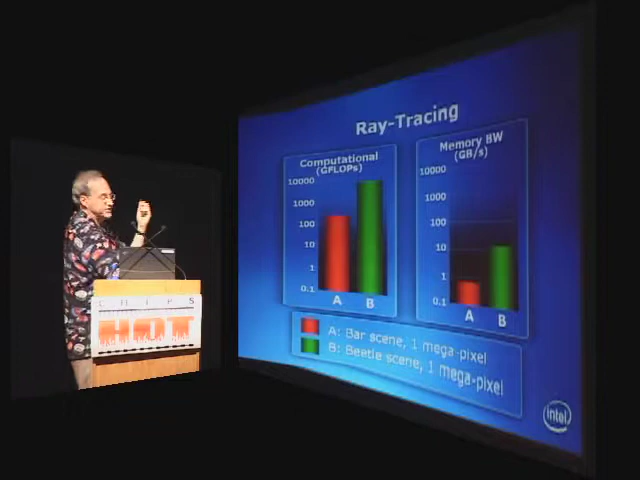 Ray-Tracing
Computational
(GFLOPs)
10000
1000
100
10
1
0.1
A B
Memory BW
(GB/s)
10000
1000
100
10
1
0.1
A B
A: Bar scene, 1 mega-pixel
B: Beetle scene, 1 mega-pixel
intel
CHIPS
HOT